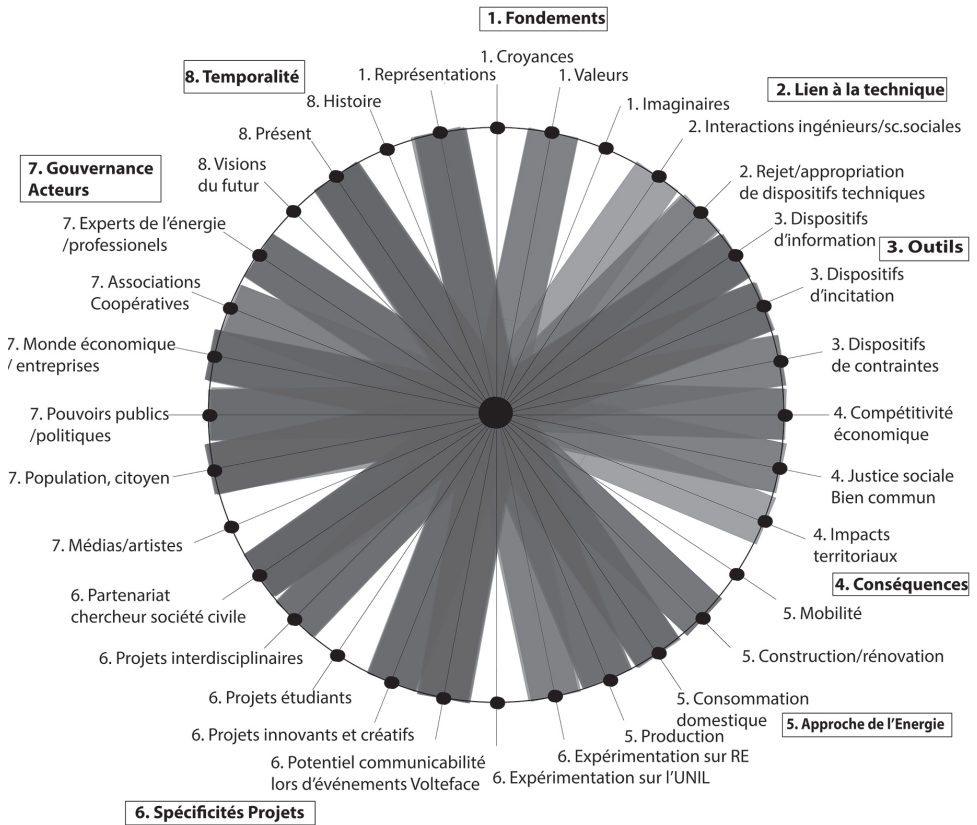 1. Fondements
1. Croyances
1. Représentations
1. Valeurs
1. Imaginaires
2. Lien à la technique
2. Interactions ingénieurs/sc.sociales
2. Rejet/appropriation
de dispositifs techniques
3. Dispositifs
d'information
3. Outils
3. Dispositifs
d'incitation
3. Dispositifs
de contraintes
4. Compétitivité
économique
4. Justice sociale
Bien commun
4. Impacts
territoriaux
4. Conséquences
5. Mobilité
5. Construction/rénovation
5. Consommation
domestique
5. Approche de l'Energie
5. Production
6. Expérimentation sur RE
6. Expérimentation sur l'UNIL
6. Potentiel communicabilité
lors d'événements Volteface
6. Spécificités Projets
6. Projets innovants et créatifs
6. Projets étudiants
6. Projets interdisciplinaires
6. Partenariat
chercheur société civile
7. Médias/artistes
7. Population, citoyen
7. Pouvoirs publics
/politiques
7. Monde économique
/ entreprises
7. Associations
Coopératives
7. Experts de l'énergie
/professionels
7. Gouvernance
Acteurs
8. Visions
du futur
8. Présent
8. Histoire
8. Temporalité